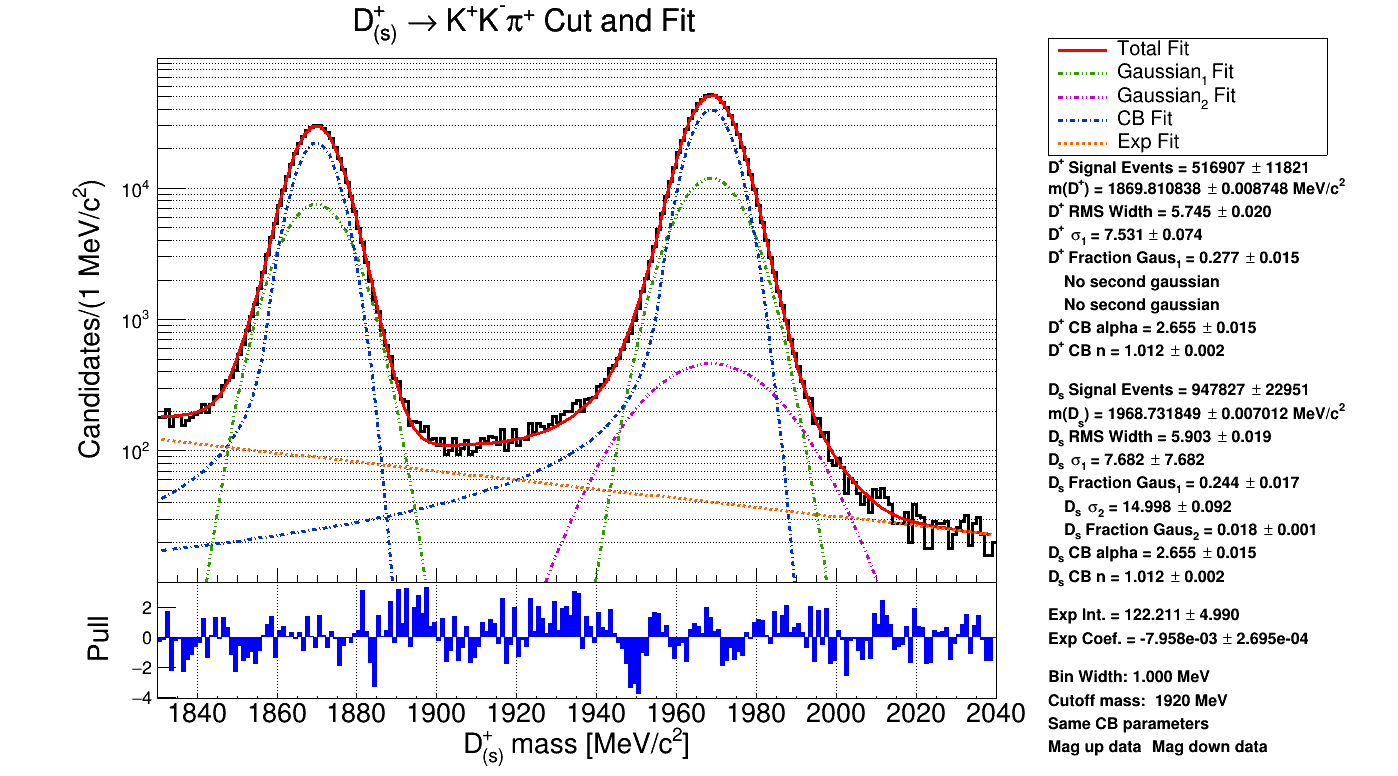 D⁺₍ₛ₎ → K⁺K⁻π⁺ Cut and Fit
Total Fit
Gaussian₁ Fit
Gaussian₂ Fit
CB Fit
Exp Fit
Candidates/(1 MeV/c²)
10⁴
10³
10²
Pull
2
0
−2
−4
1840 1860 1880 1900 1920 1940 1960 1980 2000 2020 2040
D⁺₍ₛ₎ mass [MeV/c²]
D⁺ Signal Events = 516907 ± 11821
m(D⁺) = 1869.810838 ± 0.008748 MeV/c²
D⁺ RMS Width = 5.745 ± 0.020
D⁺ σ₁ = 7.531 ± 0.074
D⁺ Fraction Gaus₁ = 0.277 ± 0.015
No second gaussian
No second gaussian
D⁺ CB alpha = 2.655 ± 0.015
D⁺ CB n = 1.012 ± 0.002
Dₛ Signal Events = 947827 ± 22951
m(Dₛ) = 1968.731849 ± 0.007012 MeV/c²
Dₛ RMS Width = 5.903 ± 0.019
Dₛ σ₁ = 7.682 ± 7.682
Dₛ Fraction Gaus₁ = 0.244 ± 0.017
Dₛ σ₂ = 14.998 ± 0.092
Dₛ Fraction Gaus₂ = 0.018 ± 0.001
Dₛ CB alpha = 2.655 ± 0.015
Dₛ CB n = 1.012 ± 0.002
Exp Int. = 122.211 ± 4.990
Exp Coef. = -7.958e-03 ± 2.695e-04
Bin Width: 1.000 MeV
Cutoff mass: 1920 MeV
Same CB parameters
Mag up data Mag down data